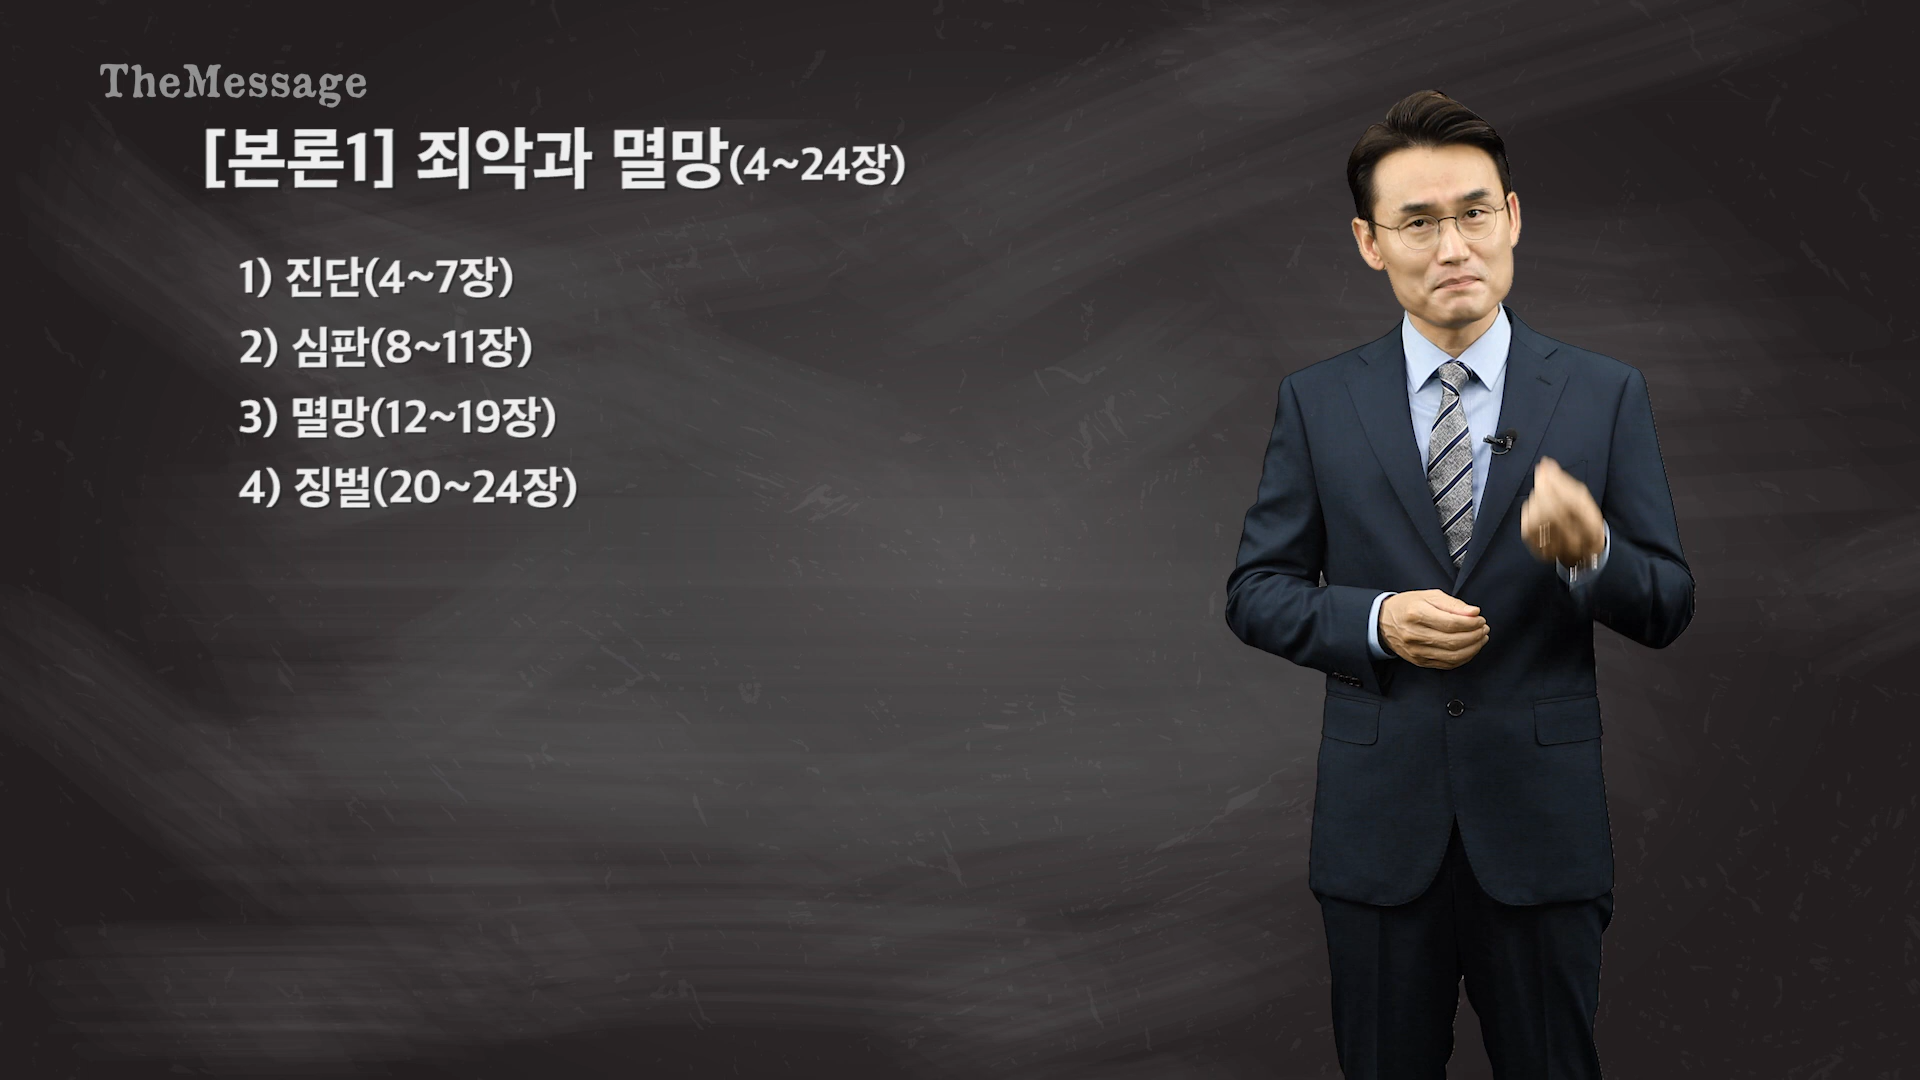 TheMessage
[본론1] 죄악과 멸망(4~24장)
1) 진단(4~7장)
2) 심판(8~11장)
3) 멸망(12~19장)
4) 징벌(20~24장)